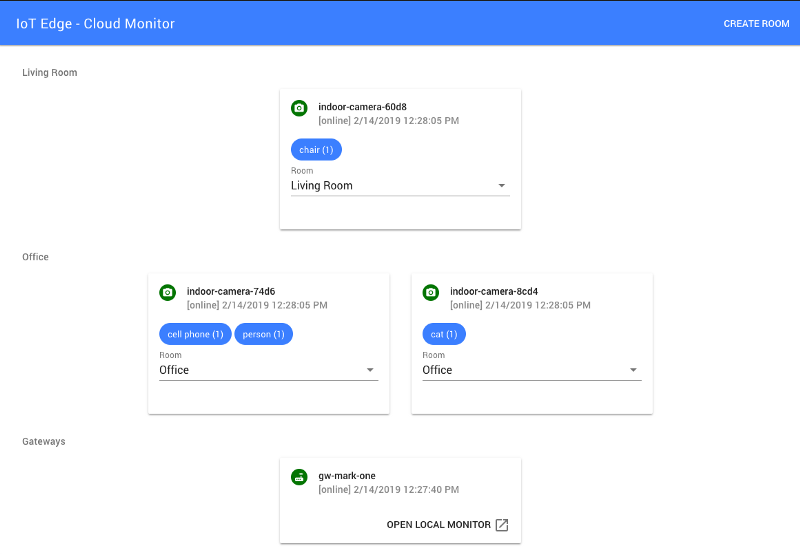 IoT Edge - Cloud Monitor
CREATE ROOM
Living Room
indoor-camera-60d8
[online] 2/14/2019 12:28:05 PM
chair (1)
Room
Living Room
Office
indoor-camera-74d6
[online] 2/14/2019 12:28:05 PM
cell phone (1) person (1)
Room
Office
indoor-camera-8cd4
[online] 2/14/2019 12:28:05 PM
cat (1)
Room
Office
Gateways
gw-mark-one
[online] 2/14/2019 12:27:40 PM
OPEN LOCAL MONITOR